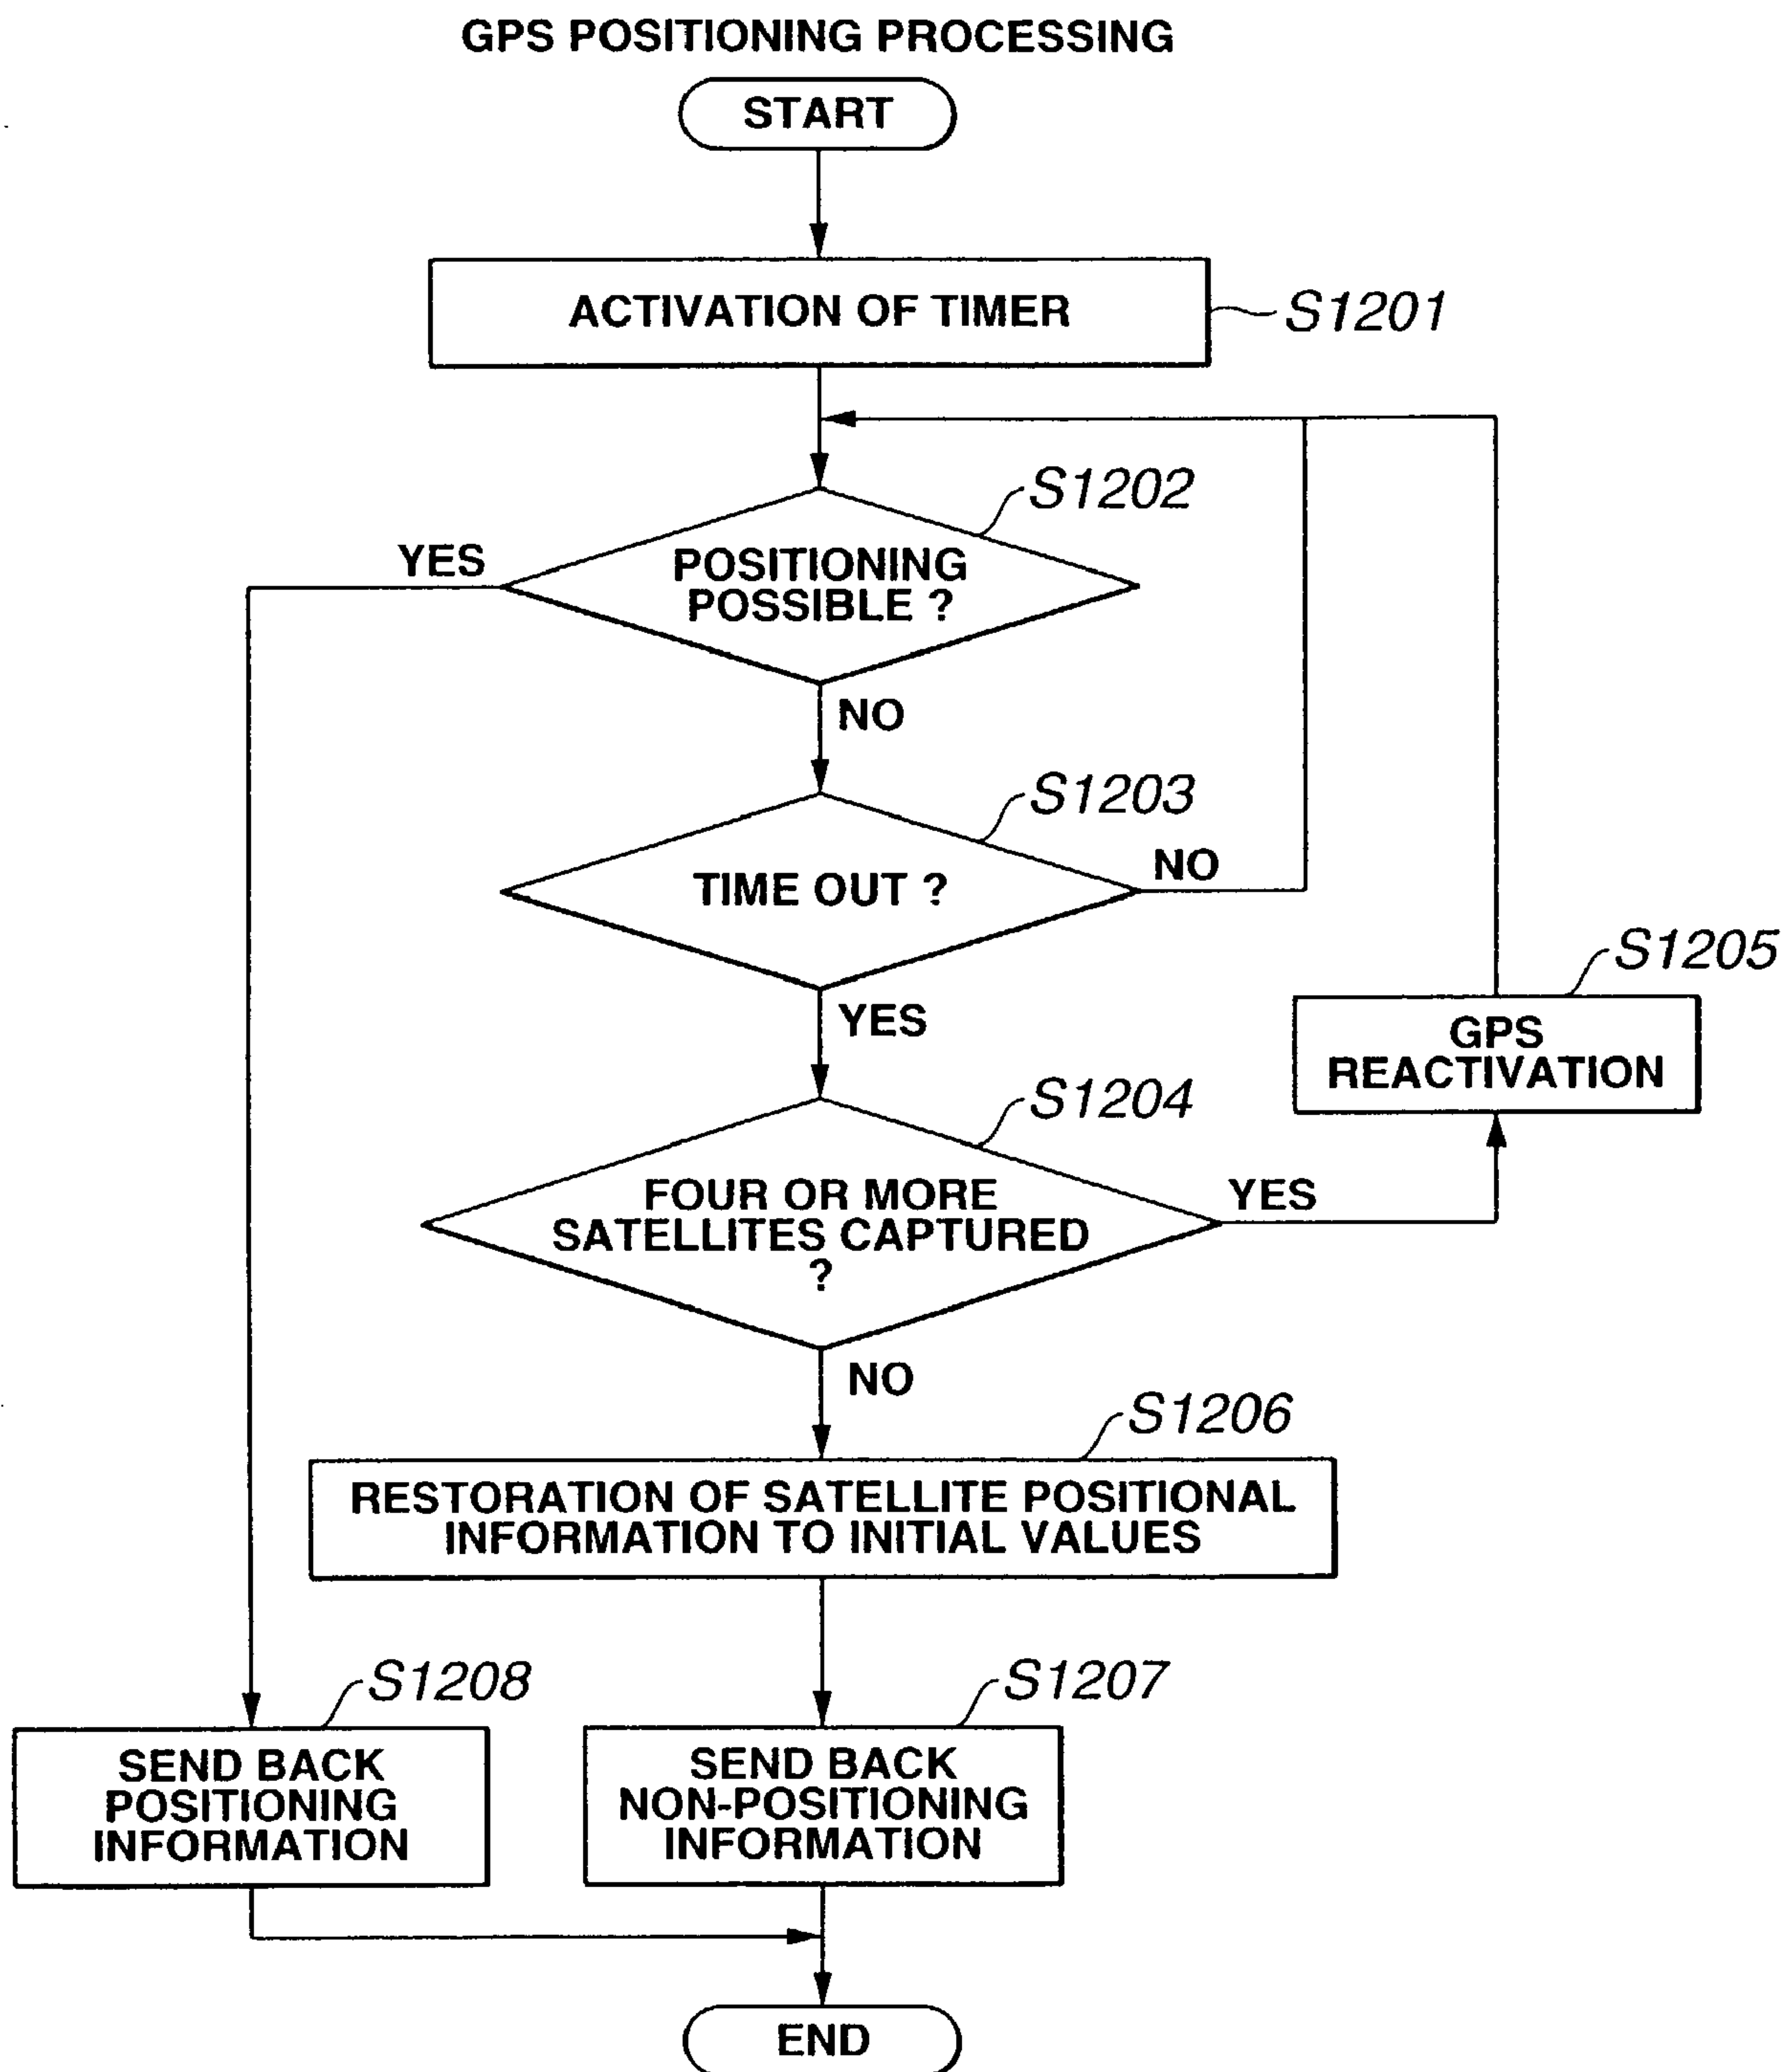 GPS POSITIONING PROCESSING
START
ACTIVATION OF TIMER
S1201
S1202
YES
POSITIONING
POSSIBLE ?
NO
S1203
TIME OUT ?
NO
YES
S1205
GPS
REACTIVATION
S1204
FOUR OR MORE
SATELLITES CAPTURED
?
YES
NO
S1206
RESTORATION OF SATELLITE POSITIONAL
INFORMATION TO INITIAL VALUES
S1208
SEND BACK
POSITIONING
INFORMATION
S1207
SEND BACK
NON-POSITIONING
INFORMATION
END